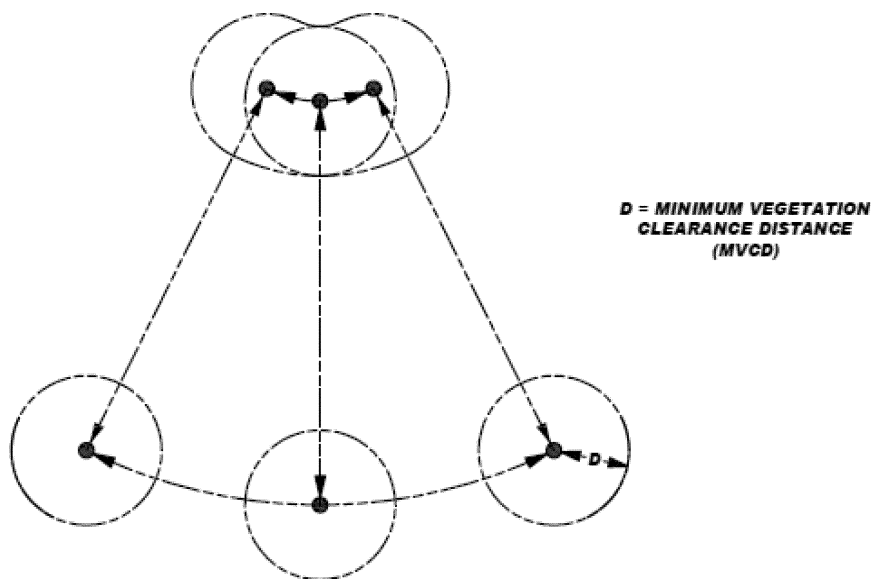 D = MINIMUM VEGETATION
CLEARANCE DISTANCE
(MVCD)
D